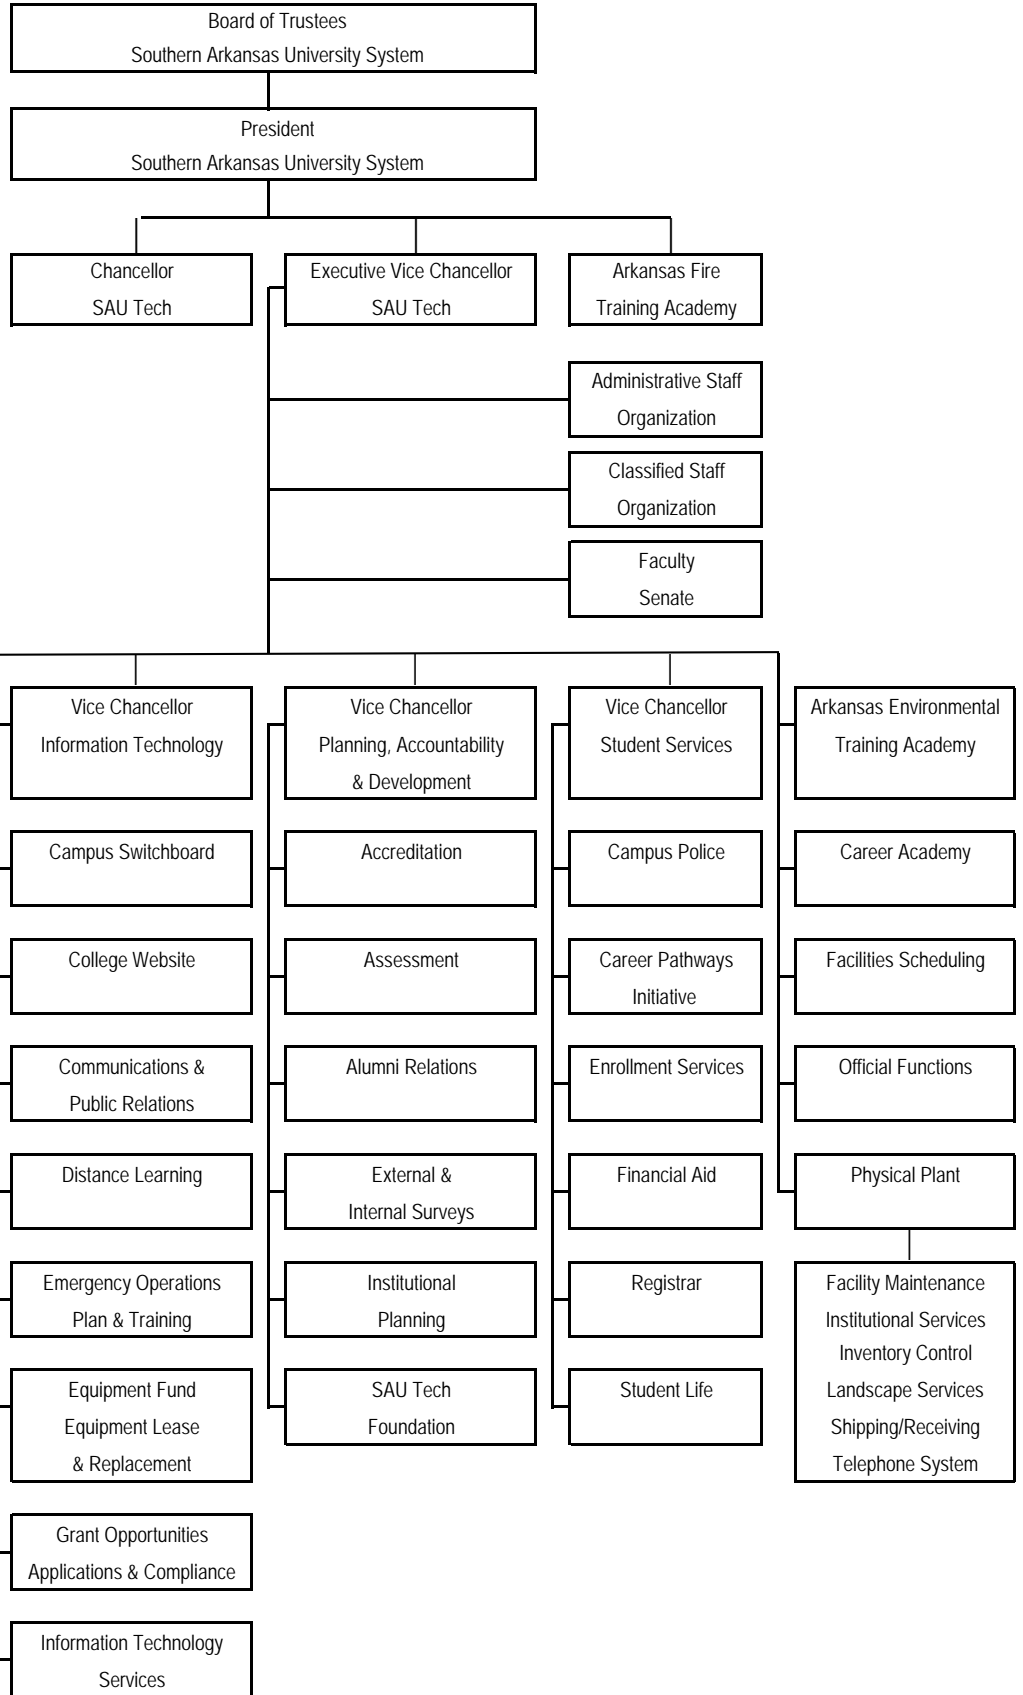 Board of Trustees
Southern Arkansas University System
President
Southern Arkansas University System
Chancellor
SAU Tech
Executive Vice Chancellor
SAU Tech
Arkansas Fire
Training Academy
Administrative Staff
Organization
Classified Staff
Organization
Faculty
Senate
Vice Chancellor
Information Technology
Campus Switchboard
College Website
Communications &
Public Relations
Distance Learning
Emergency Operations
Plan & Training
Equipment Fund
Equipment Lease
& Replacement
Grant Opportunities
Applications & Compliance
Information Technology
Services
Vice Chancellor
Planning, Accountability
& Development
Accreditation
Assessment
Alumni Relations
External &
Internal Surveys
Institutional
Planning
SAU Tech
Foundation
Vice Chancellor
Student Services
Campus Police
Career Pathways
Initiative
Enrollment Services
Financial Aid
Registrar
Student Life
Arkansas Environmental
Training Academy
Career Academy
Facilities Scheduling
Official Functions
Physical Plant
Facility Maintenance
Institutional Services
Inventory Control
Landscape Services
Shipping/Receiving
Telephone System